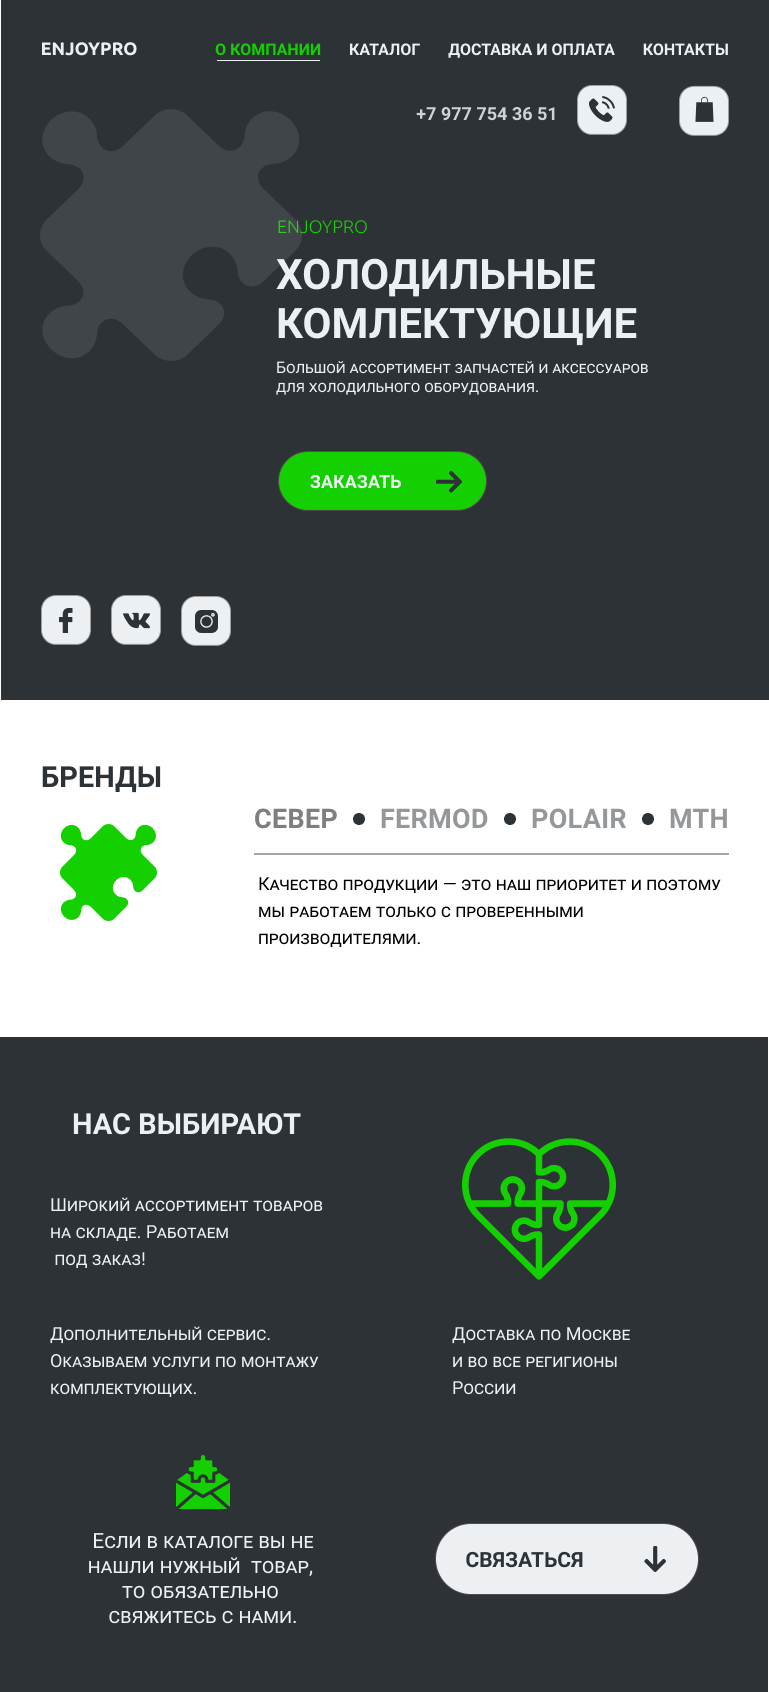 ENJOYPRO
О КОМПАНИИ КАТАЛОГ ДОСТАВКА И ОПЛАТА КОНТАКТЫ
+7 977 754 36 51
ENJOYPRO
ХОЛОДИЛЬНЫЕ
КОМЛЕКТУЮЩИЕ
Большой ассортимент запчастей и аксессуаров
для холодильного оборудования.
ЗАКАЗАТЬ
БРЕНДЫ
СЕВЕР • FERMOD • POLAIR • МТН
Качество продукции — это наш приоритет и поэтому
мы работаем только с проверенными
производителями.
НАС ВЫБИРАЮТ
Широкий ассортимент товаров
на складе. Работаем
под заказ!
Дополнительный сервис.
Оказываем услуги по монтажу
комплектующих.
Доставка по Москве
и во все регигионы
России
Если в каталоге вы не
нашли нужный товар,
то обязательно
свяжитесь с нами.
СВЯЗАТЬСЯ